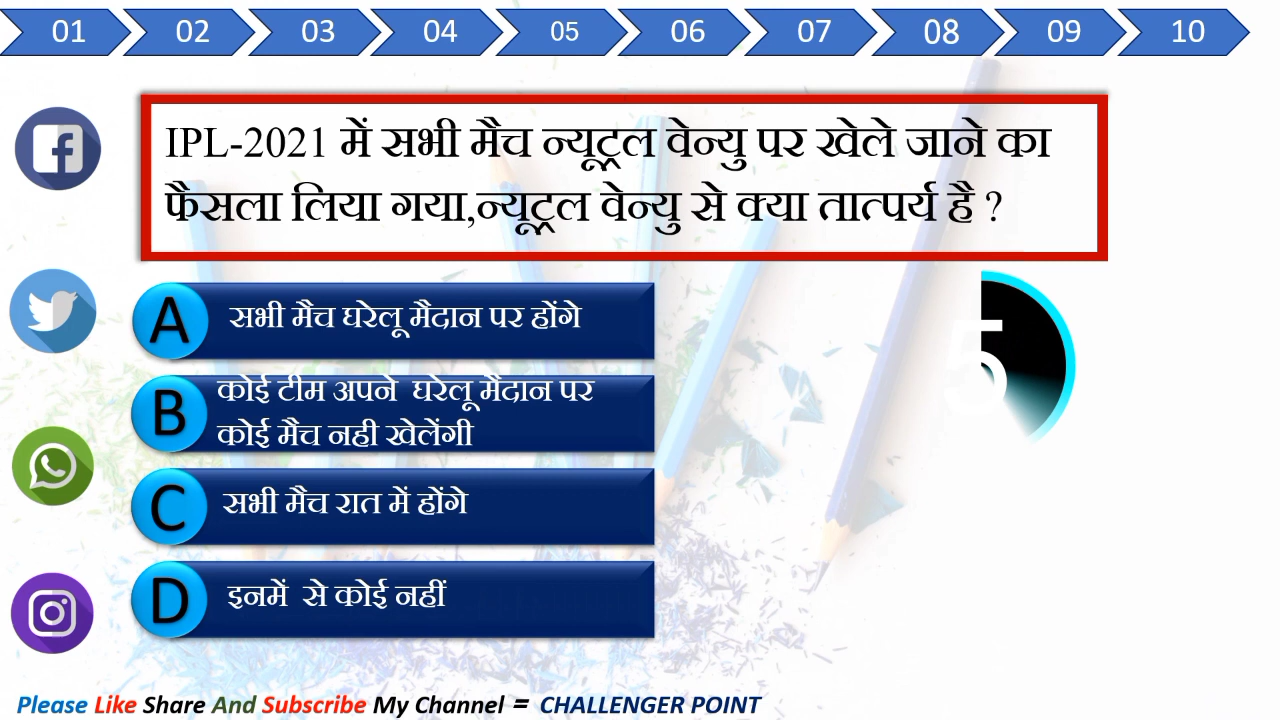 01 02 03 04 05 06 07 08 09 10
IPL-2021 में सभी मैच न्यूट्रल वेन्यु पर खेले जाने का
फैसला लिया गया,न्यूट्रल वेन्यु से क्या तात्पर्य है ?
A सभी मैच घरेलू मैदान पर होंगे
B कोई टीम अपने घरेलू मैदान पर
कोई मैच नही खेलेंगी
C सभी मैच रात में होंगे
D इनमें से कोई नहीं
5
Please Like Share And Subscribe My Channel = CHALLENGER POINT